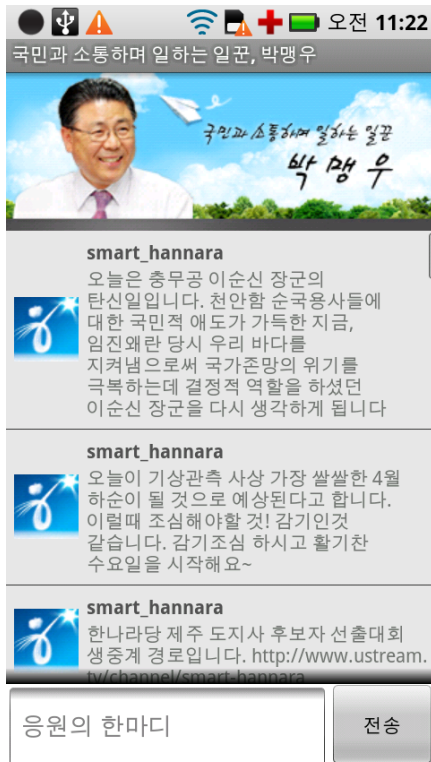 오전 11:22
국민과 소통하며 일하는 일꾼, 박맹우
국민과 소통하며 일하는 일꾼
박맹우
smart_hannara
오늘은 충무공 이순신 장군의
탄신일입니다. 천안함 순국용사들에
대한 국민적 애도가 가득한 지금,
임진왜란 당시 우리 바다를
지켜냄으로써 국가존망의 위기를
극복하는데 결정적 역할을 하셨던
이순신 장군을 다시 생각하게 됩니다
smart_hannara
오늘이 기상관측 사상 가장 쌀쌀한 4월
하순이 될 것으로 예상된다고 합니다.
이럴때 조심해야할 것! 감기인것
같습니다. 감기조심 하시고 활기찬
수요일을 시작해요~
smart_hannara
한나라당 제주 도지사 후보자 선출대회
생중계 경로입니다. http://www.ustream.
tv/channel/smart-hannara
응원의 한마디
전송